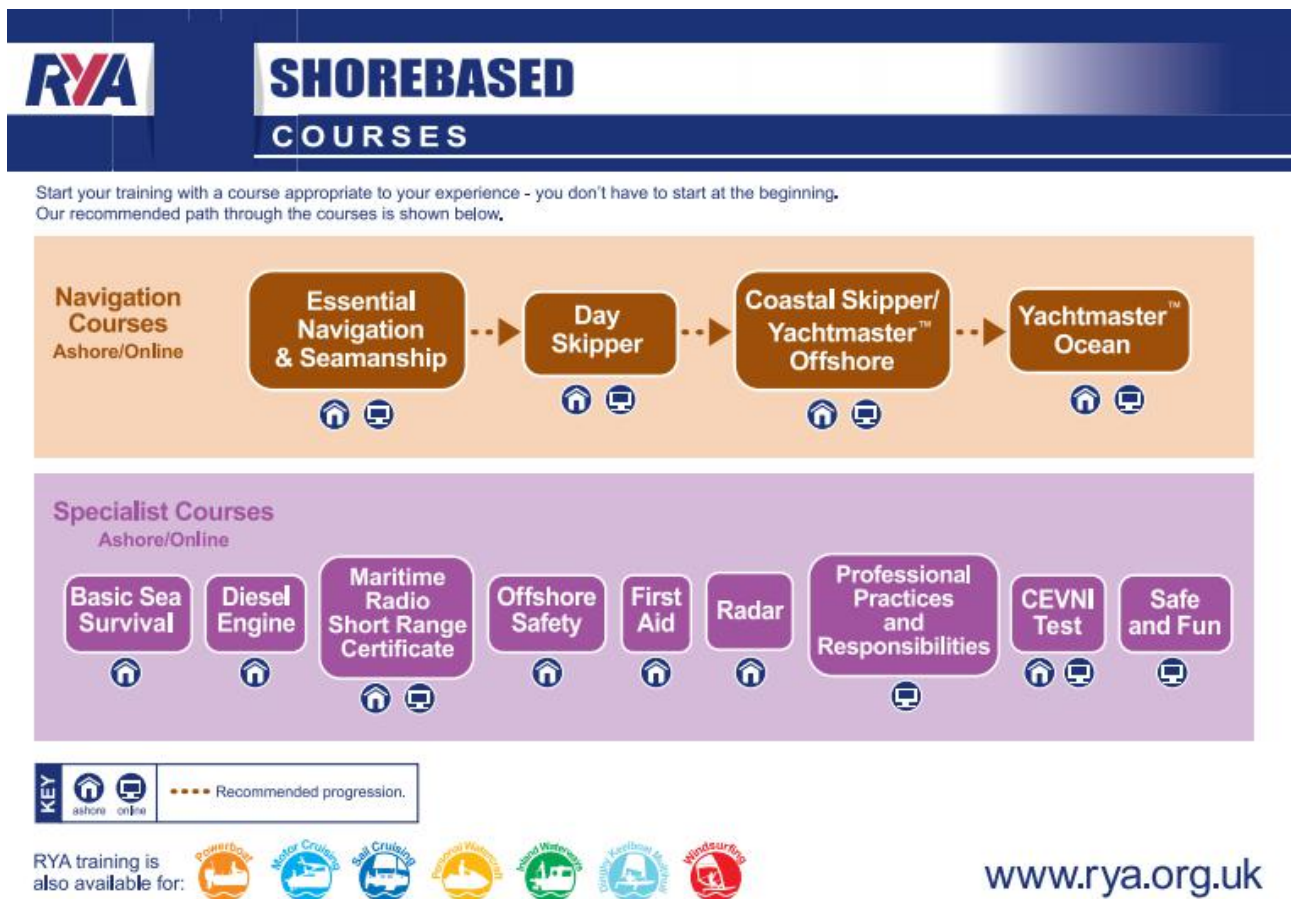 RYA
SHOREBASED
COURSES
Start your training with a course appropriate to your experience - you don't have to start at the beginning.
Our recommended path through the courses is shown below.
Navigation
Courses
Ashore/Online
Essential
Navigation
& Seamanship
Day
Skipper
Coastal Skipper/
Yachtmaster™
Offshore
Yachtmaster™
Ocean
Specialist Courses
Ashore/Online
Basic Sea
Survival
Diesel
Engine
Maritime
Radio
Short Range
Certificate
Offshore
Safety
First
Aid
Radar
Professional
Practices
and
Responsibilities
CEVNI
Test
Safe
and Fun
KEY
ashore
online
Recommended progression.
RYA training is
also available for:
Powerboat
Motor Cruising
Sail Cruising
Personal Watercraft
Inland Waterways
Dinghy Keelboat Multihull
Windsurfing
www.rya.org.uk